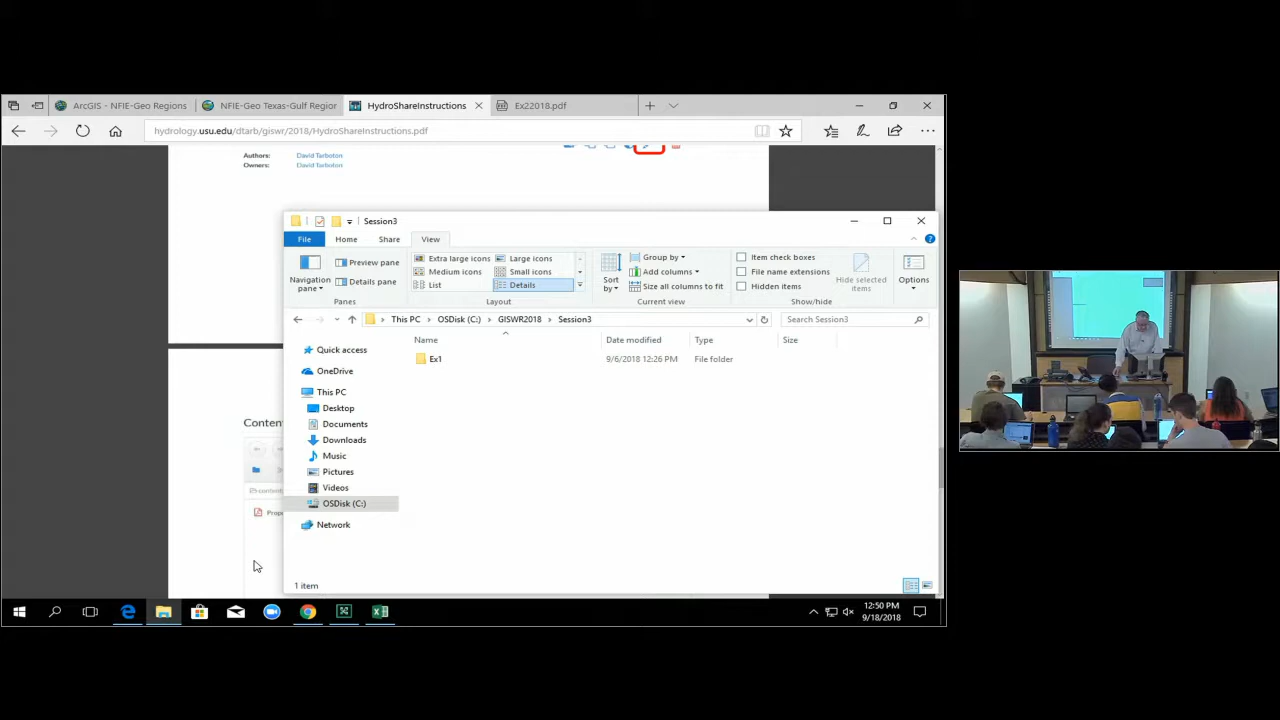 ArcGIS - NFIE-Geo Regions
NFIE-Geo Texas-Gulf Region
HydroShareInstructions
Ex22018.pdf
hydrology.usu.edu/dtarb/giswr/2018/HydroShareInstructions.pdf
Authors: David Tarboton
Owners: David Tarboton
Session3
File Home Share View
Navigation pane
Preview pane
Details pane
Panes
Extra large icons Large icons
Medium icons Small icons
List Details
Layout
Sort by
Group by
Add columns
Size all columns to fit
Current view
Item check boxes
File name extensions
Hidden items
Hide selected items
Show/hide
Options
This PC OSDisk (C:) GISWR2018 Session3
Search Session3
Name Date modified Type Size
Ex1 9/6/2018 12:26 PM File folder
Quick access
OneDrive
This PC
Desktop
Documents
Downloads
Music
Pictures
Videos
OSDisk (C:)
Network
Conten
conten
Prop
1 item
12:50 PM
9/18/2018